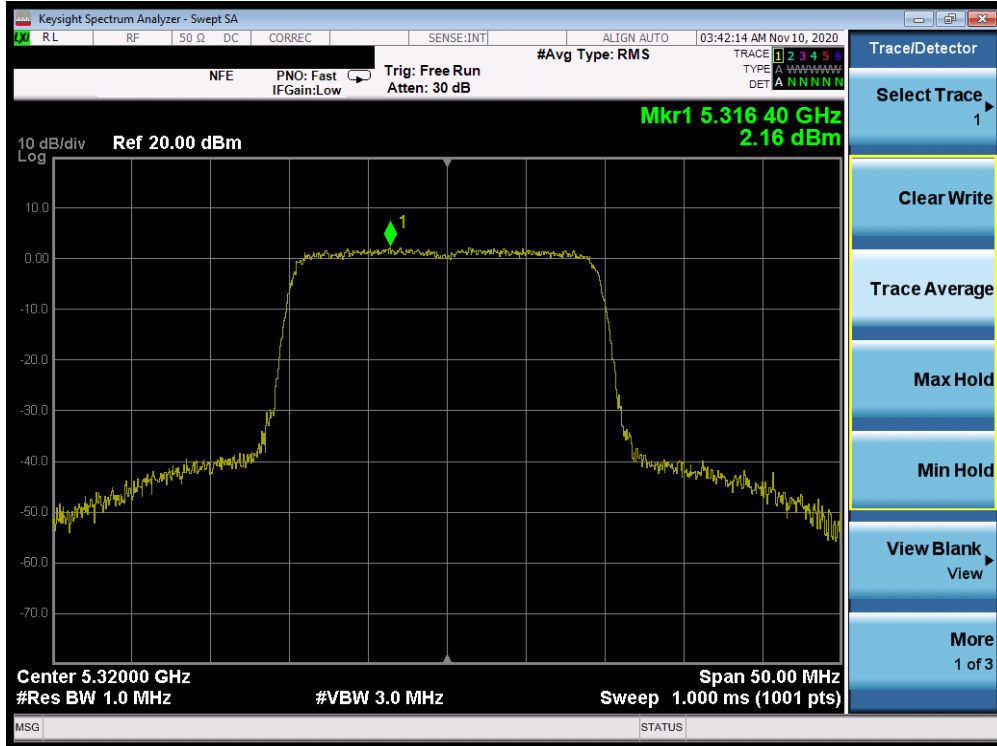 Keysight Spectrum Analyzer - Swept SA
LXI RL RF 50 Ω DC CORREC SENSE:INT ALIGN AUTO 03:42:14 AM Nov 10, 2020
#Avg Type: RMS TRACE 1 2 3 4 5 6
NFE PNO: Fast Trig: Free Run TYPE A WWWWW
IFGain:Low Atten: 30 dB DET A N N N N N
Mkr1 5.316 40 GHz
2.16 dBm
10 dB/div Ref 20.00 dBm
Log
10.0
1
0.00
-10.0
-20.0
-30.0
-40.0
-50.0
-60.0
-70.0
Center 5.32000 GHz Span 50.00 MHz
#Res BW 1.0 MHz #VBW 3.0 MHz Sweep 1.000 ms (1001 pts)
MSG STATUS
Trace/Detector
Select Trace
1
Clear Write
Trace Average
Max Hold
Min Hold
View Blank
View
More
1 of 3